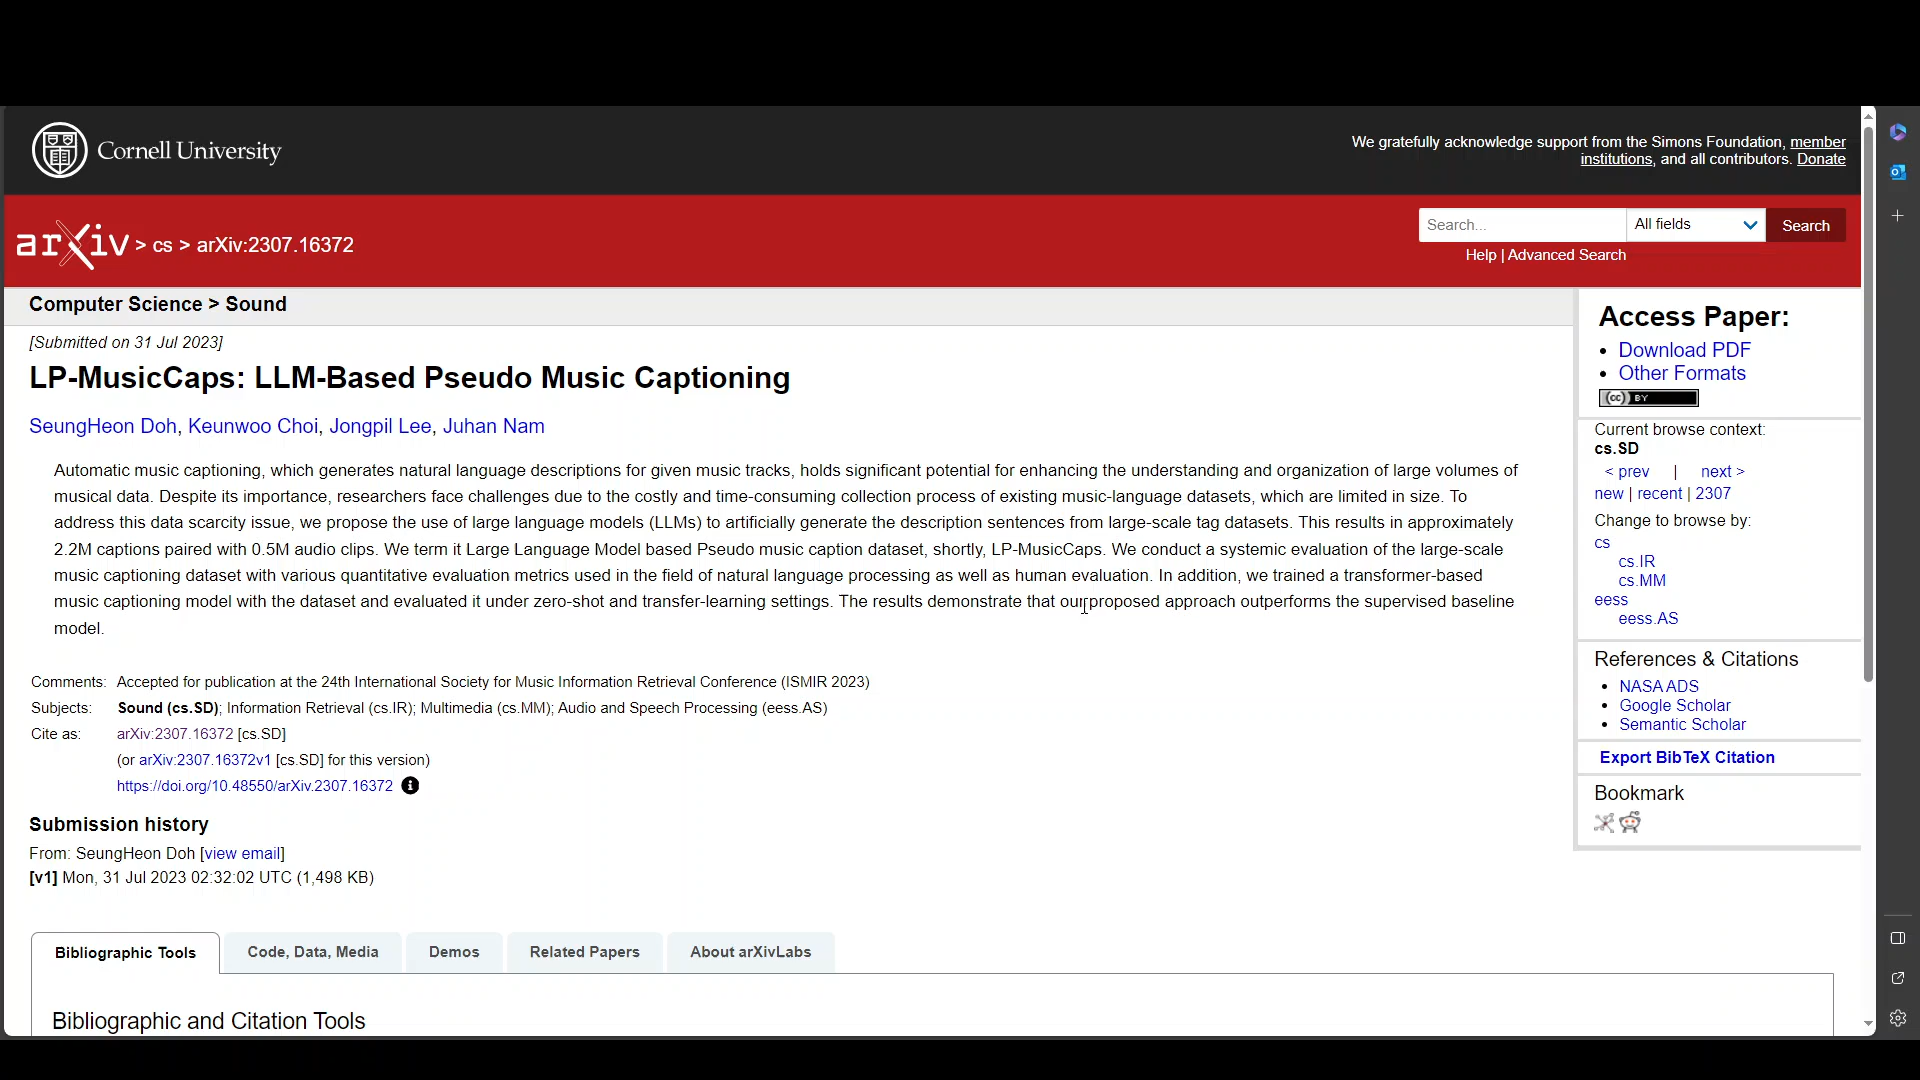 Cornell University
We gratefully acknowledge support from the Simons Foundation, member
institutions, and all contributors. Donate
arXiv > cs > arXiv:2307.16372
Search...
All fields
Search
Help | Advanced Search
Computer Science > Sound
[Submitted on 31 Jul 2023]
LP-MusicCaps: LLM-Based Pseudo Music Captioning
SeungHeon Doh, Keunwoo Choi, Jongpil Lee, Juhan Nam
Automatic music captioning, which generates natural language descriptions for given music tracks, holds significant potential for enhancing the understanding and organization of large volumes of
musical data. Despite its importance, researchers face challenges due to the costly and time-consuming collection process of existing music-language datasets, which are limited in size. To
address this data scarcity issue, we propose the use of large language models (LLMs) to artificially generate the description sentences from large-scale tag datasets. This results in approximately
2.2M captions paired with 0.5M audio clips. We term it Large Language Model based Pseudo music caption dataset, shortly, LP-MusicCaps. We conduct a systemic evaluation of the large-scale
music captioning dataset with various quantitative evaluation metrics used in the field of natural language processing as well as human evaluation. In addition, we trained a transformer-based
music captioning model with the dataset and evaluated it under zero-shot and transfer-learning settings. The results demonstrate that our proposed approach outperforms the supervised baseline
model.
Comments: Accepted for publication at the 24th International Society for Music Information Retrieval Conference (ISMIR 2023)
Subjects: Sound (cs.SD); Information Retrieval (cs.IR); Multimedia (cs.MM); Audio and Speech Processing (eess.AS)
Cite as: arXiv:2307.16372 [cs.SD]
(or arXiv:2307.16372v1 [cs.SD] for this version)
https://doi.org/10.48550/arXiv.2307.16372
Submission history
From: SeungHeon Doh [view email]
[v1] Mon, 31 Jul 2023 02:32:02 UTC (1,498 KB)
Bibliographic Tools
Code, Data, Media
Demos
Related Papers
About arXivLabs
Bibliographic and Citation Tools
Access Paper:
Download PDF
Other Formats
(cc) BY
Current browse context:
cs.SD
< prev | next >
new | recent | 2307
Change to browse by:
cs
cs.IR
cs.MM
eess
eess.AS
References & Citations
NASA ADS
Google Scholar
Semantic Scholar
Export BibTeX Citation
Bookmark